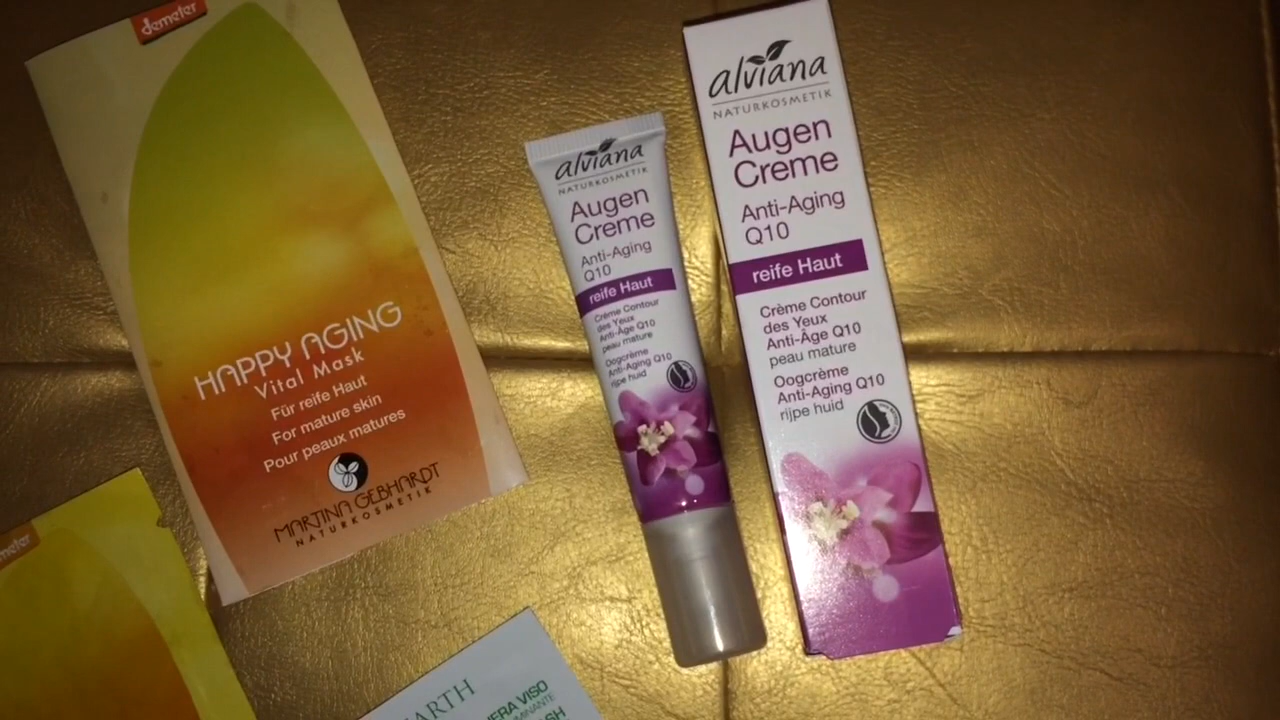 demeter
HAPPY AGING
Vital Mask
Für reife Haut
For mature skin
Pour peaux matures
MARTINA GEBHARDT
NATURKOSMETIK
demeter
alviana
NATURKOSMETIK
Augen
Creme
Anti-Aging
Q10
reife Haut
Crème Contour
des Yeux
Anti-Âge Q10
peau mature
Oogcrème
Anti-Aging Q10
rijpe huid
alviana
NATURKOSMETIK
Augen
Creme
Anti-Aging
Q10
reife Haut
Crème Contour
des Yeux
Anti-Âge Q10
peau mature
Oogcrème
Anti-Aging Q10
rijpe huid
VISO